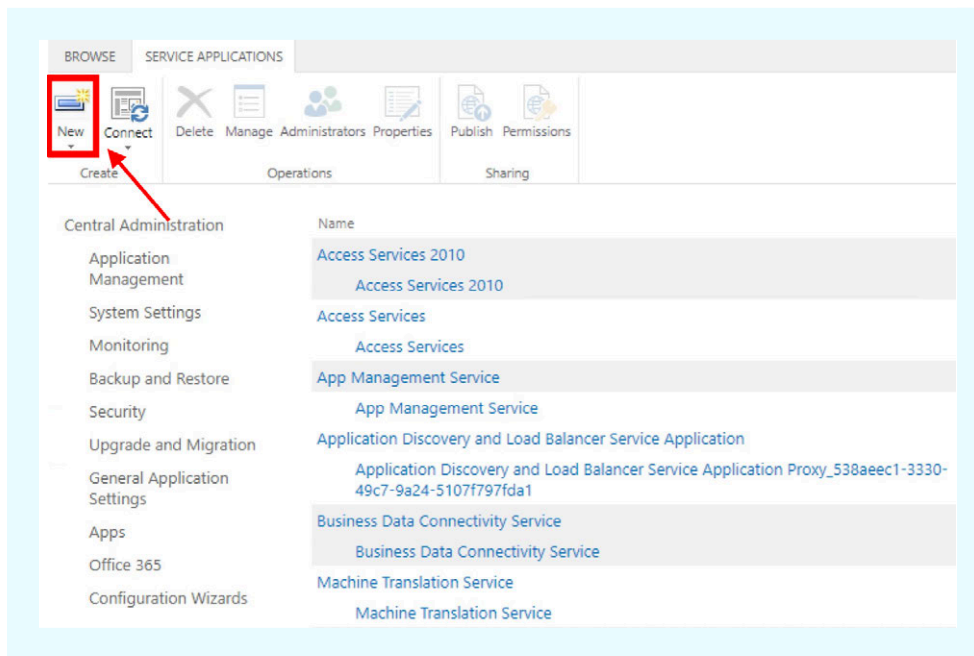 BROWSE SERVICE APPLICATIONS
New Connect Delete Manage Administrators Properties Publish Permissions
Create Operations Sharing
Central Administration
Application
Management
System Settings
Monitoring
Backup and Restore
Security
Upgrade and Migration
General Application
Settings
Apps
Office 365
Configuration Wizards
Name
Access Services 2010
Access Services 2010
Access Services
Access Services
App Management Service
App Management Service
Application Discovery and Load Balancer Service Application
Application Discovery and Load Balancer Service Application Proxy_538aeec1-3330-
49c7-9a24-5107f797fda1
Business Data Connectivity Service
Business Data Connectivity Service
Machine Translation Service
Machine Translation Service